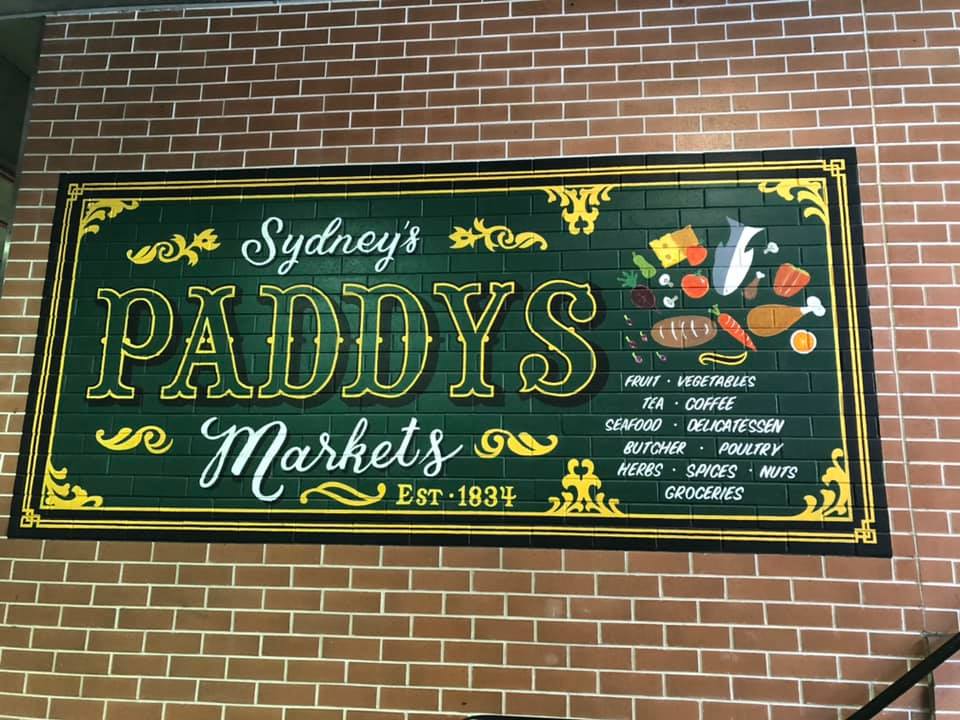 Sydney's
PADDYS
Markets
EST · 1834
FRUIT · VEGETABLES
TEA · COFFEE
SEAFOOD · DELICATESSEN
BUTCHER · POULTRY
HERBS · SPICES · NUTS
GROCERIES